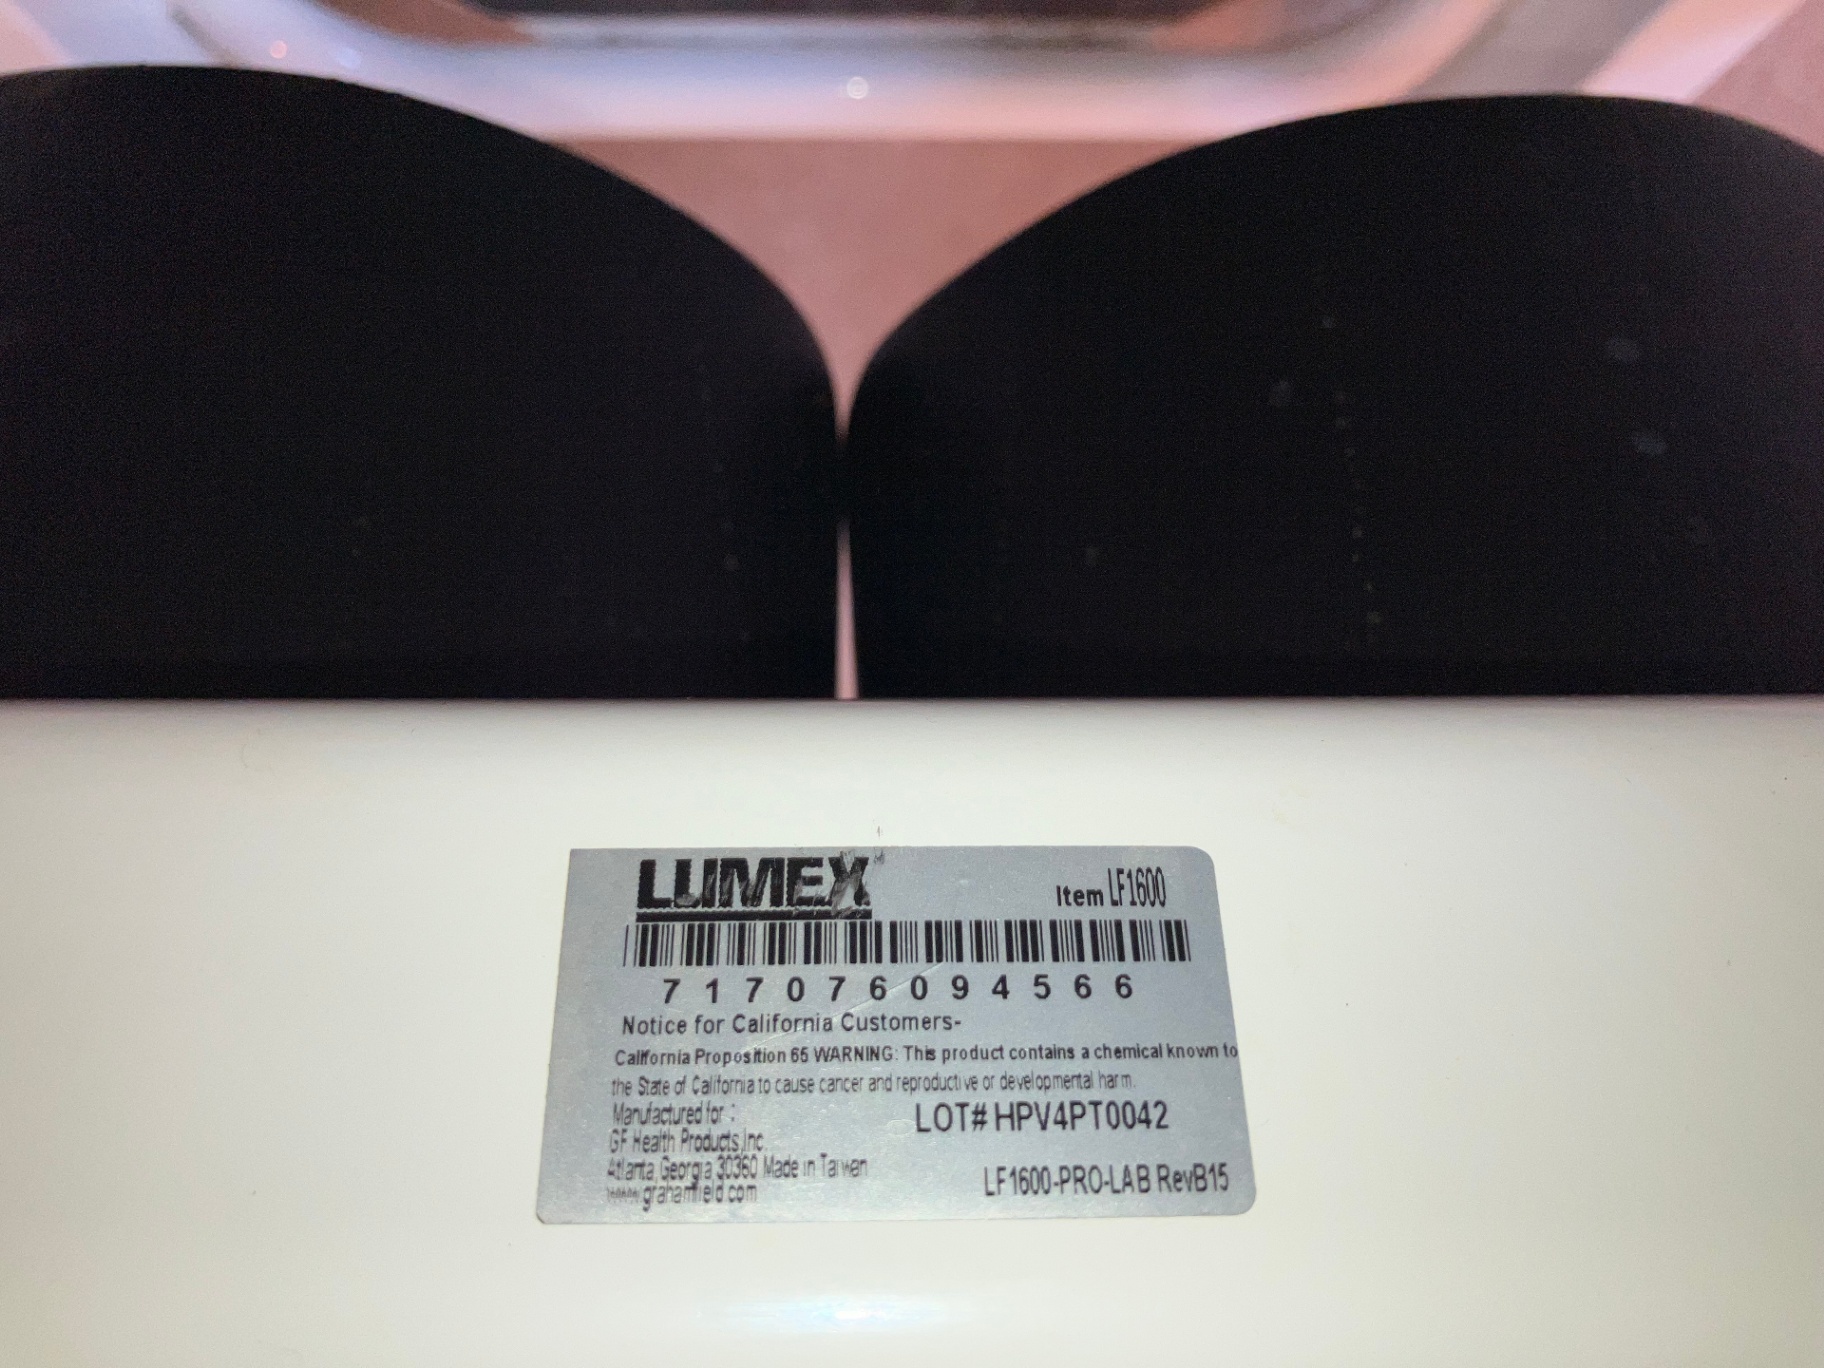 LUMEX
Item LF1600
717076094566
Notice for California Customers-
California Proposition 65 WARNING: This product contains a chemical known to
the State of California to cause cancer and reproductive or developmental harm.
Manufactured for :
LOT# HPV4PT0042
GF Health Products,Inc.
Atlanta, Georgia 30360 Made in Taiwan
www.grahamfield.com
LF1600-PRO-LAB RevB15